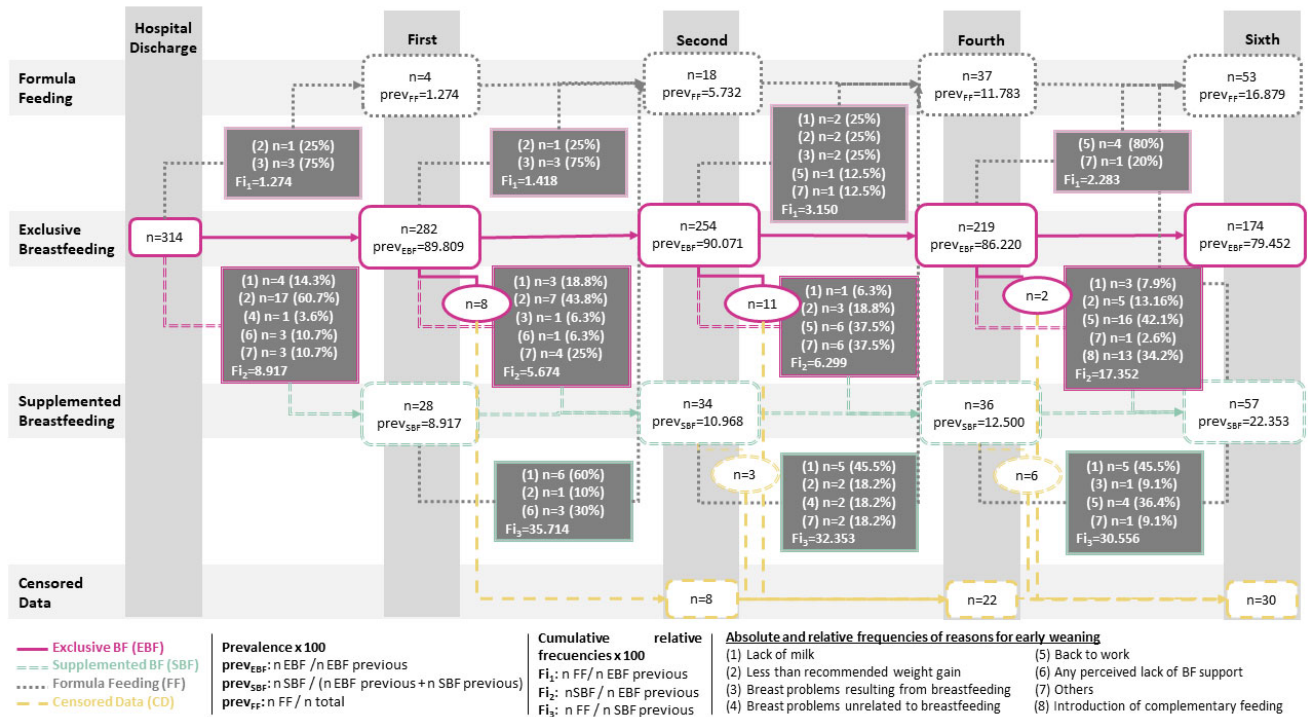 Hospital
Discharge
First
Second
Fourth
Sixth
Formula
Feeding
n=4
prev_FF=1.274
n=18
prev_FF=5.732
n=37
prev_FF=11.783
n=53
prev_FF=16.879
(2) n=1 (25%)
(3) n=3 (75%)
Fi₁=1.274
(2) n=1 (25%)
(3) n=3 (75%)
Fi₁=1.418
(1) n=2 (25%)
(2) n=2 (25%)
(3) n=2 (25%)
(5) n=1 (12.5%)
(7) n=1 (12.5%)
Fi₁=3.150
(5) n=4 (80%)
(7) n=1 (20%)
Fi₁=2.283
Exclusive
Breastfeeding
n=314
n=282
prev_EBF=89.809
n=254
prev_EBF=90.071
n=219
prev_EBF=86.220
n=174
prev_EBF=79.452
(1) n=4 (14.3%)
(2) n=17 (60.7%)
(4) n=1 (3.6%)
(6) n=3 (10.7%)
(7) n= 3 (10.7%)
Fi₂=8.917
n=8
(1) n=3 (18.8%)
(2) n=7 (43.8%)
(3) n=1 (6.3%)
(6) n=1 (6.3%)
(7) n=4 (25%)
Fi₂=5.674
n=11
(1) n=1 (6.3%)
(2) n=3 (18.8%)
(5) n=6 (37.5%)
(7) n=6 (37.5%)
Fi₂=6.299
n=2
(1) n=3 (7.9%)
(2) n=5 (13.16%)
(5) n=16 (42.1%)
(7) n=1 (2.6%)
(8) n=13 (34.2%)
Fi₂=17.352
Supplemented
Breastfeeding
n=28
prev_SBF=8.917
n=34
prev_SBF=10.968
n=36
prev_SBF=12.500
n=57
prev_SBF=22.353
(1) n=6 (60%)
(2) n=1 (10%)
(6) n=3 (30%)
Fi₃=35.714
n=3
(1) n=5 (45.5%)
(2) n=2 (18.2%)
(4) n=2 (18.2%)
(7) n=2 (18.2%)
Fi₃=32.353
n=6
(1) n=5 (45.5%)
(3) n=1 (9.1%)
(5) n=4 (36.4%)
(7) n=1 (9.1%)
Fi₃=30.556
Censored
Data
n=8
n=22
n=30
Exclusive BF (EBF)
Supplemented BF (SBF)
Formula Feeding (FF)
Censored Data (CD)
Prevalence x 100
prev_EBF: n EBF /n EBF previous
prev_SBF: n SBF / (n EBF previous + n SBF previous)
prev_FF: n FF / n total
Cumulative relative
frecuencies x 100
Fi₁: n FF/ n EBF previous
Fi₂: nSBF / n EBF previous
Fi₃: n FF / n SBF previous
Absolute and relative frequencies of reasons for early weaning
(1) Lack of milk
(2) Less than recommended weight gain
(3) Breast problems resulting from breastfeeding
(4) Breast problems unrelated to breastfeeding
(5) Back to work
(6) Any perceived lack of BF support
(7) Others
(8) Introduction of complementary feeding